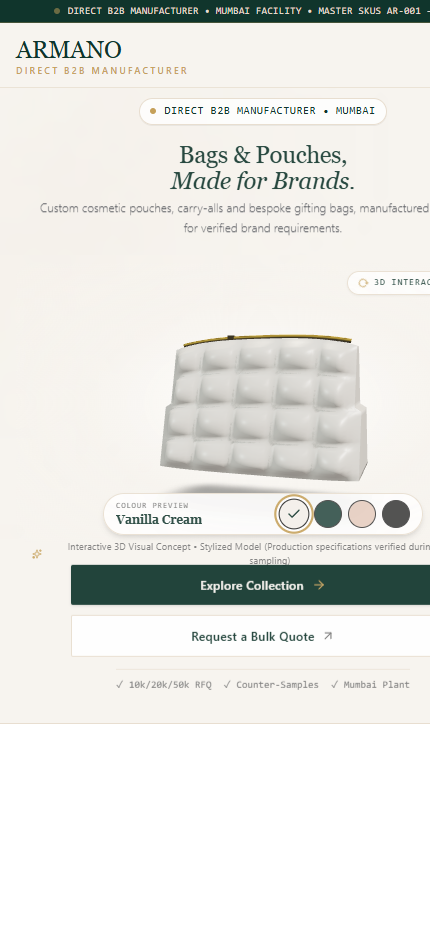 DIRECT B2B MANUFACTURER • MUMBAI FACILITY • MASTER SKUS AR-001
ARMANO
DIRECT B2B MANUFACTURER
DIRECT B2B MANUFACTURER • MUMBAI
Bags & Pouches,
Made for Brands.
Custom cosmetic pouches, carry-alls and bespoke gifting bags, manufactured
for verified brand requirements.
3D
COLOUR PREVIEW
Vanilla Cream
Interactive 3D Visual Concept • Stylized Model (Production specifications verified
sampling)
Explore Collection →
Request a Bulk Quote ↗
✓ 10k/20k/50k RFQ ✓ Counter-Samples ✓ Mumbai Plant